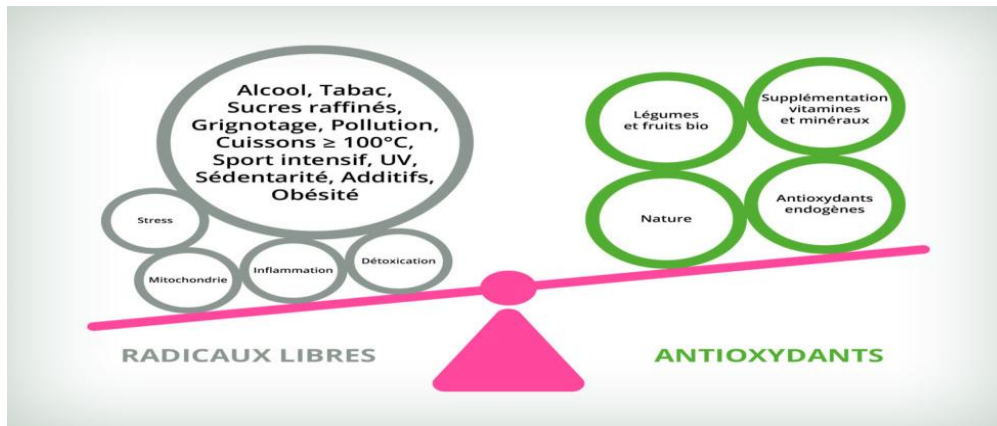 Alcool, Tabac,
Sucres raffinés,
Grignotage, Pollution,
Cuissons ≥ 100°C,
Sport intensif, UV,
Sédentarité, Additifs,
Obésité
Stress
Mitochondrie
Inflammation
Détoxication
RADICAUX LIBRES
Légumes
et fruits bio
Supplémentation
vitamines
et minéraux
Nature
Antioxydants
endogènes
ANTIOXYDANTS